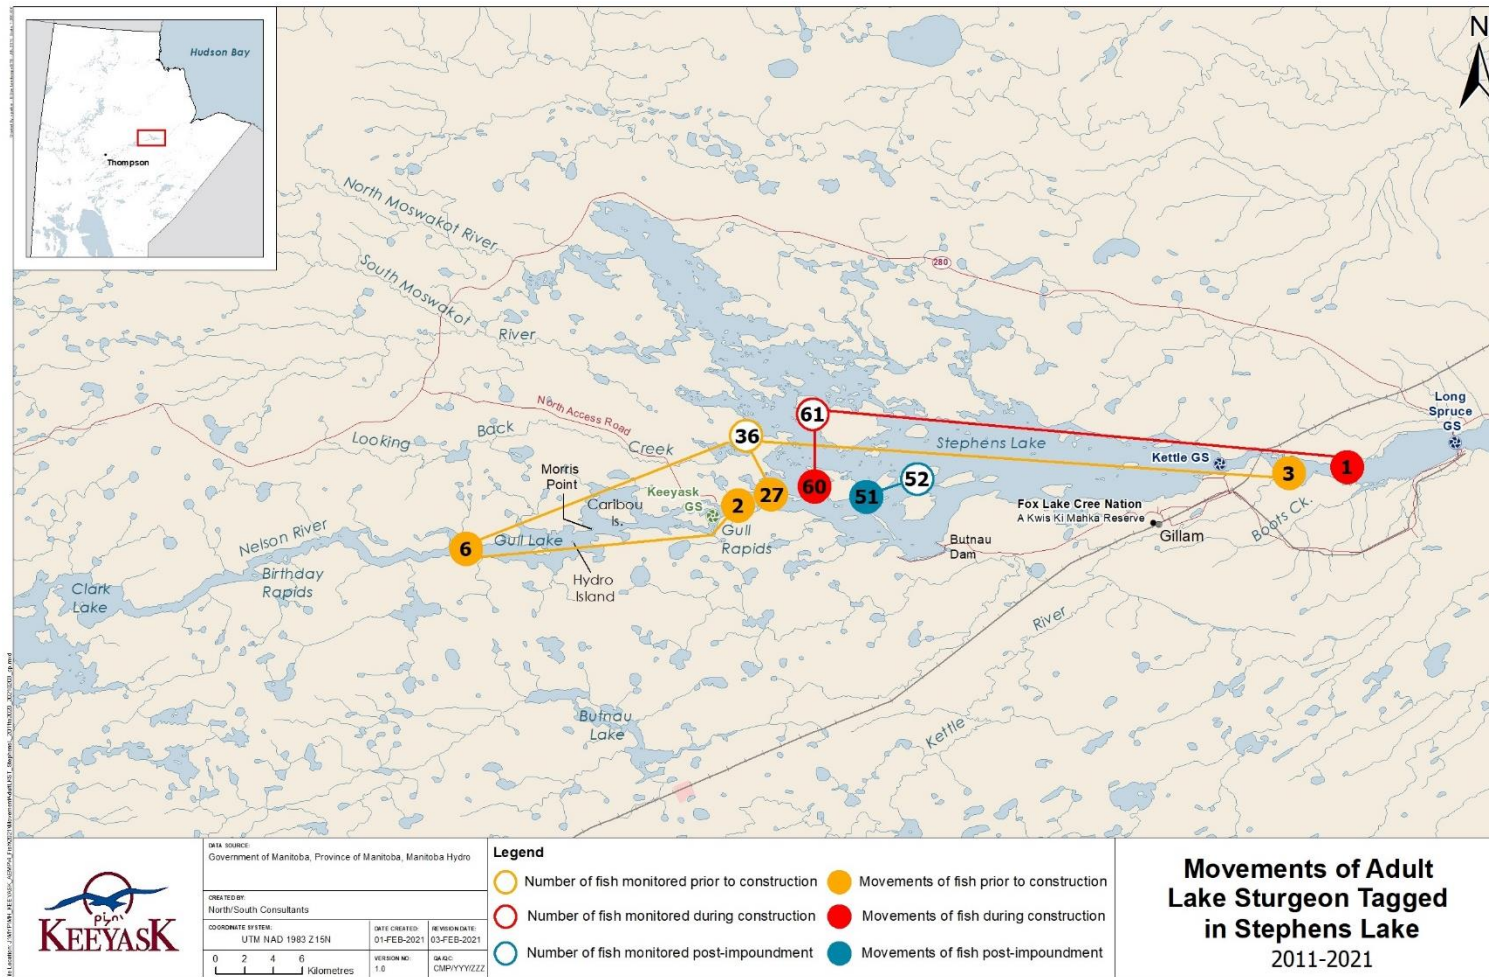 Hudson Bay
Thompson
N
North Moswakot River
South Moswakot
River
280
North Access Road
Looking
Back
Creek
Morris
Point
Caribou
Is.
Keeyask
GS
Gull
Rapids
Gull Lake
Hydro
Island
Nelson River
Birthday
Rapids
Clark
Lake
Stephens Lake
Kettle GS
Long
Spruce
GS
Fox Lake Cree Nation
A Kwis Ki Mahka Reserve
Gillam
Boots Ck.
Butnau
Dam
Kettle
River
Butnau
Lake
61
36
3
1
60
27
2
51
52
6
KEEYASK
DATA SOURCE:
Government of Manitoba, Province of Manitoba, Manitoba Hydro
CREATED BY:
North/South Consultants
COORDINATE SYSTEM:
UTM NAD 1983 Z15N
DATE CREATED:
01-FEB-2021
REVISION DATE:
03-FEB-2021
0 2 4 6
Kilometres
VERSION NO:
1.0
QA/QC:
CMP/YYY/ZZZ
Legend
Number of fish monitored prior to construction
Movements of fish prior to construction
Number of fish monitored during construction
Movements of fish during construction
Number of fish monitored post-impoundment
Movements of fish post-impoundment
Movements of Adult
Lake Sturgeon Tagged
in Stephens Lake
2011-2021